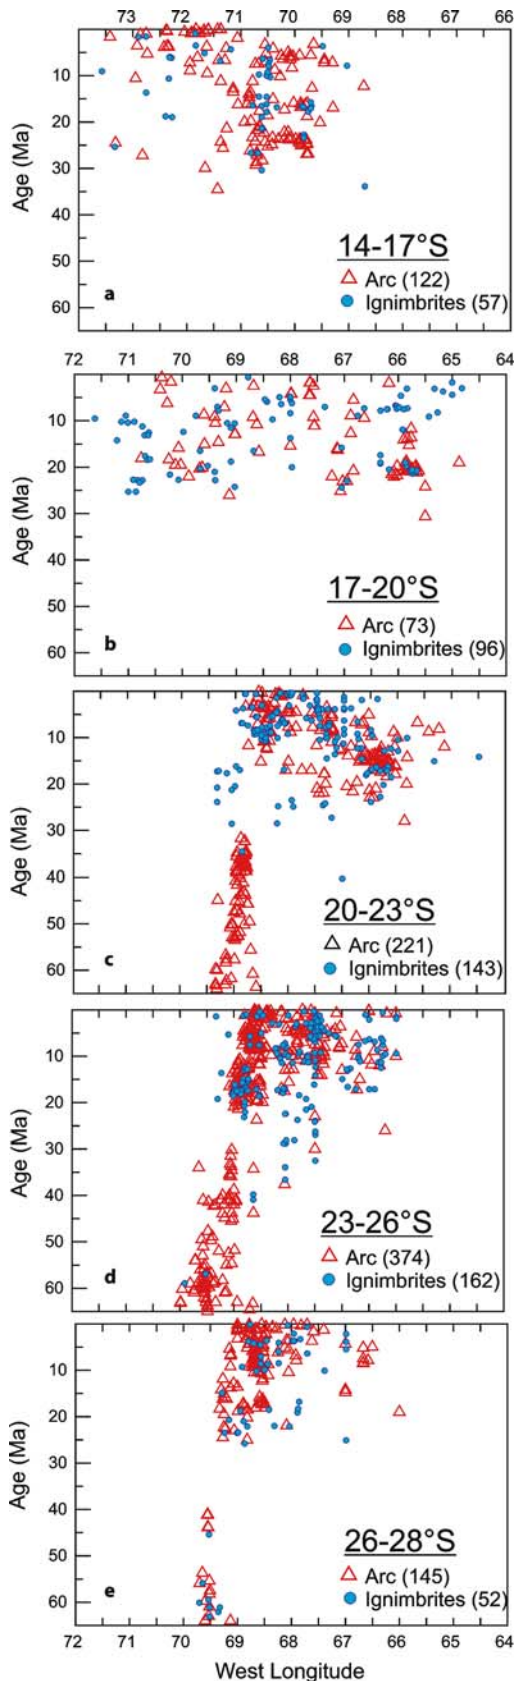 73 72 71 70 69 68 67 66
10
20
30
40
50
60
Age (Ma)
14-17°S
Arc (122)
Ignimbrites (57)
a
72 71 70 69 68 67 66 65 64
10
20
30
40
50
60
Age (Ma)
17-20°S
Arc (73)
Ignimbrites (96)
b
10
20
30
40
50
60
Age (Ma)
20-23°S
Arc (221)
Ignimbrites (143)
c
10
20
30
40
50
60
Age (Ma)
23-26°S
Arc (374)
Ignimbrites (162)
d
10
20
30
40
50
60
Age (Ma)
26-28°S
Arc (145)
Ignimbrites (52)
e
72 71 70 69 68 67 66 65 64
West Longitude